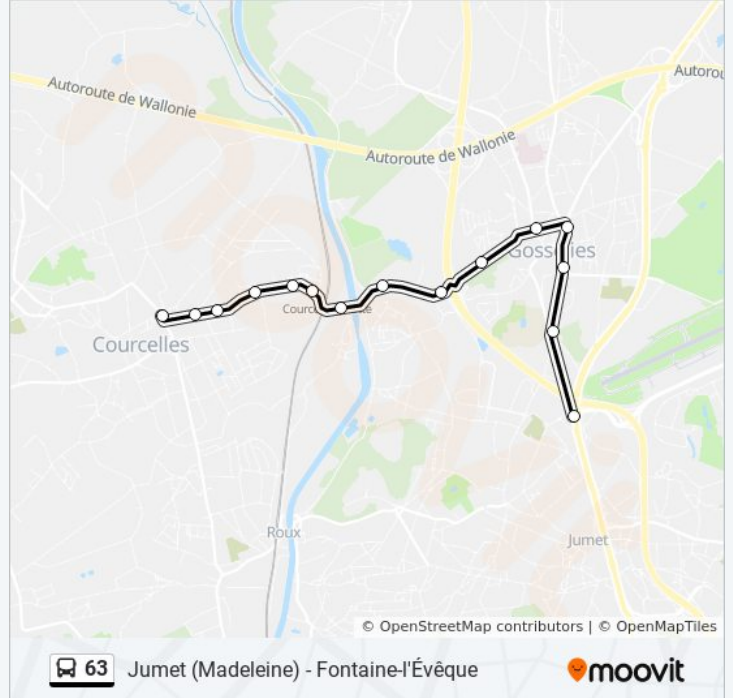 Autoroute de Wallonie
Autorou
Autoroute de Wallonie
Gosselies
Courcelles
Roux
Jumet
© OpenStreetMap contributors | © OpenMapTiles
63 Jumet (Madeleine) - Fontaine-l'Évêque
moovit